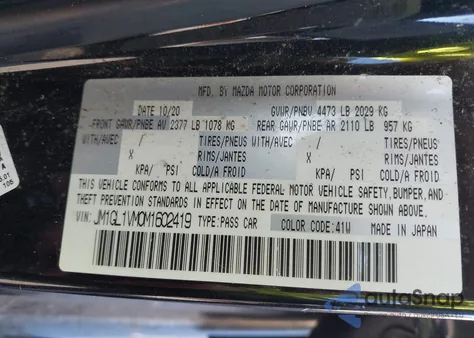 MFD. BY MAZDA MOTOR CORPORATION
DATE 10/20 GVWR/PNBV 4473 LB 2029 KG
FRONT GAWR/PNBE AV 2377 LB 1078 KG REAR GAWR/PNBE AR 2110 LB 957 KG
WITH/AVEC / TIRES/PNEUS WITH/AVEC / TIRES/PNEUS
X RIMS/JANTES X RIMS/JANTES
KPA/ PSI COLD/A FROID KPA/ PSI COLD/A FROID
THIS VEHICLE CONFORMS TO ALL APPLICABLE FEDERAL MOTOR VEHICLE SAFETY, BUMPER, AND
THEFT PREVENTION STANDARDS IN EFFECT ON THE DATE OF MANUFACTURE SHOWN ABOVE.
VIN: JM1GL1VM0M1602419 TYPE: PASS CAR COLOR CODE: 41W MADE IN JAPAN
autoSnap